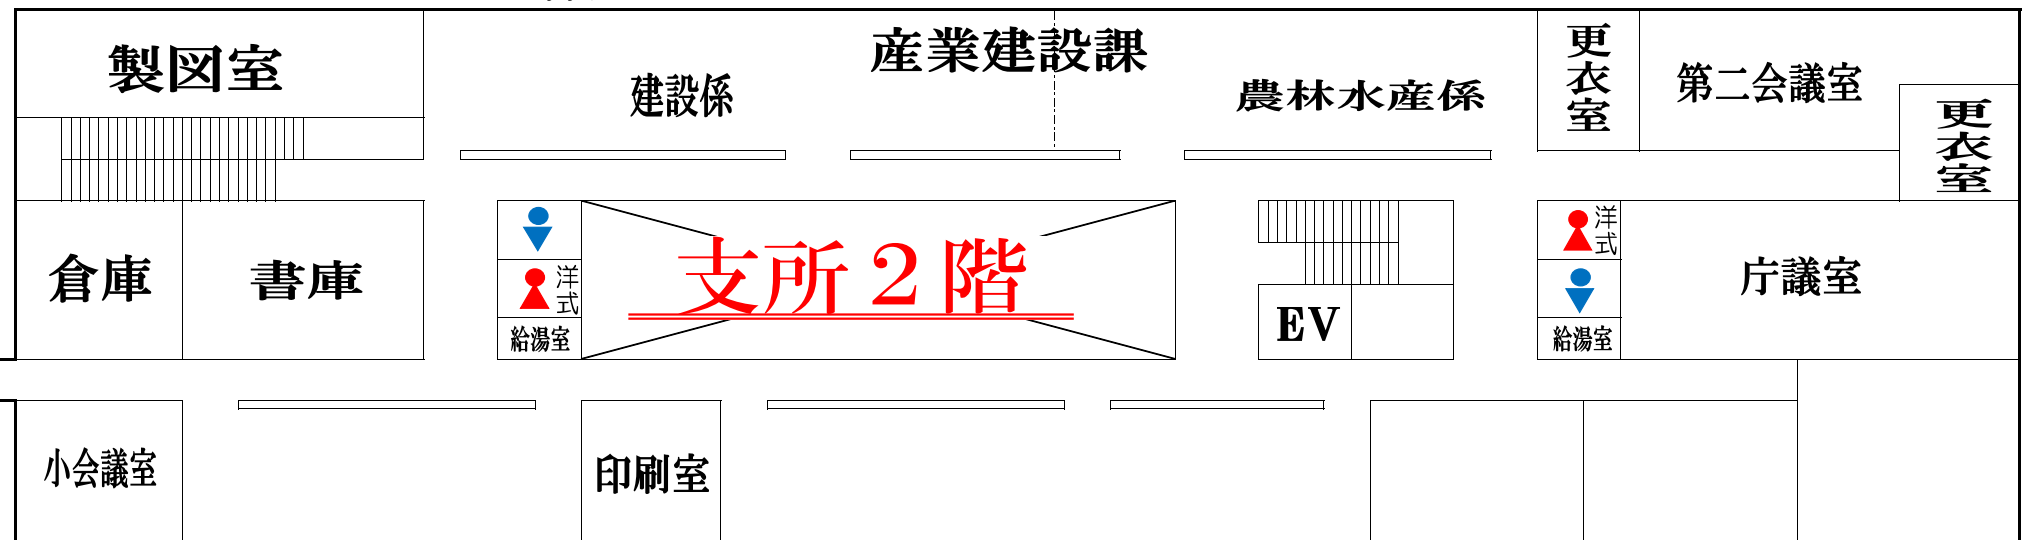 製図室
産業建設課
建設係
農林水産係
更衣室
第二会議室
更衣室
倉庫
書庫
洋式
給湯室
支所２階
EV
洋式
給湯室
庁議室
小会議室
印刷室